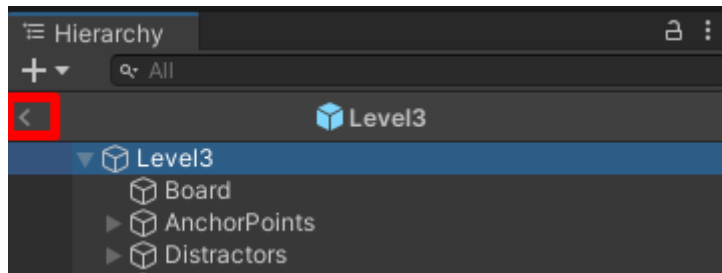 Hierarchy
All
Level3
Level3
Board
AnchorPoints
Distractors